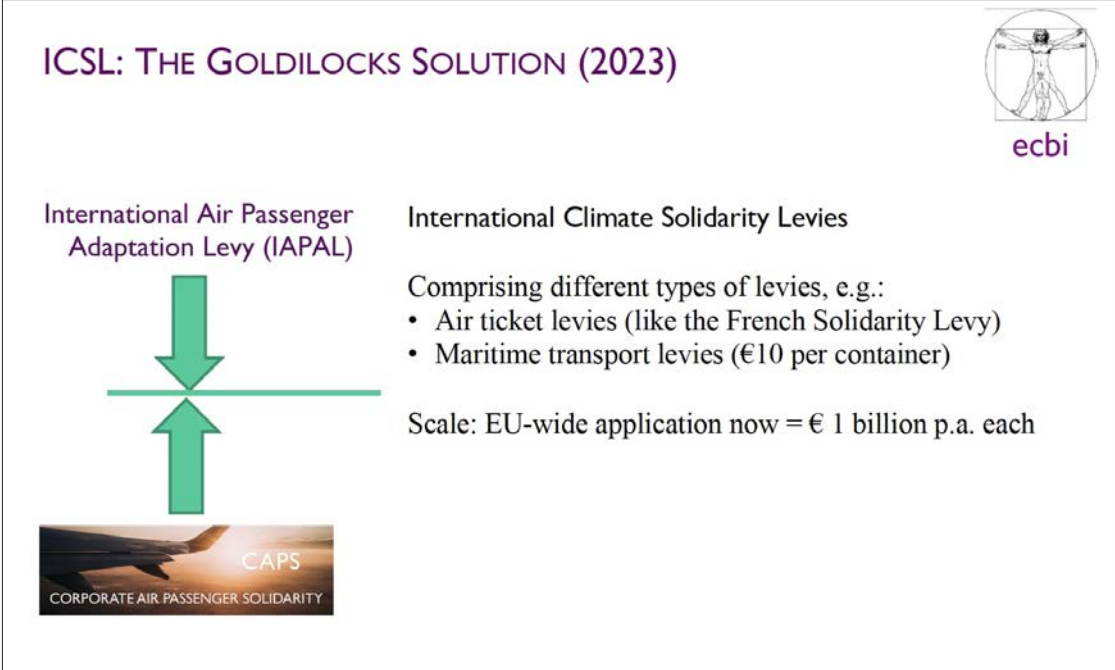 ICSL: THE GOLDILOCKS SOLUTION (2023)
ecbi
International Air Passenger
Adaptation Levy (IAPAL)
International Climate Solidarity Levies
Comprising different types of levies, e.g.:
• Air ticket levies (like the French Solidarity Levy)
• Maritime transport levies (€10 per container)
Scale: EU-wide application now = € 1 billion p.a. each
CAPS
CORPORATE AIR PASSENGER SOLIDARITY